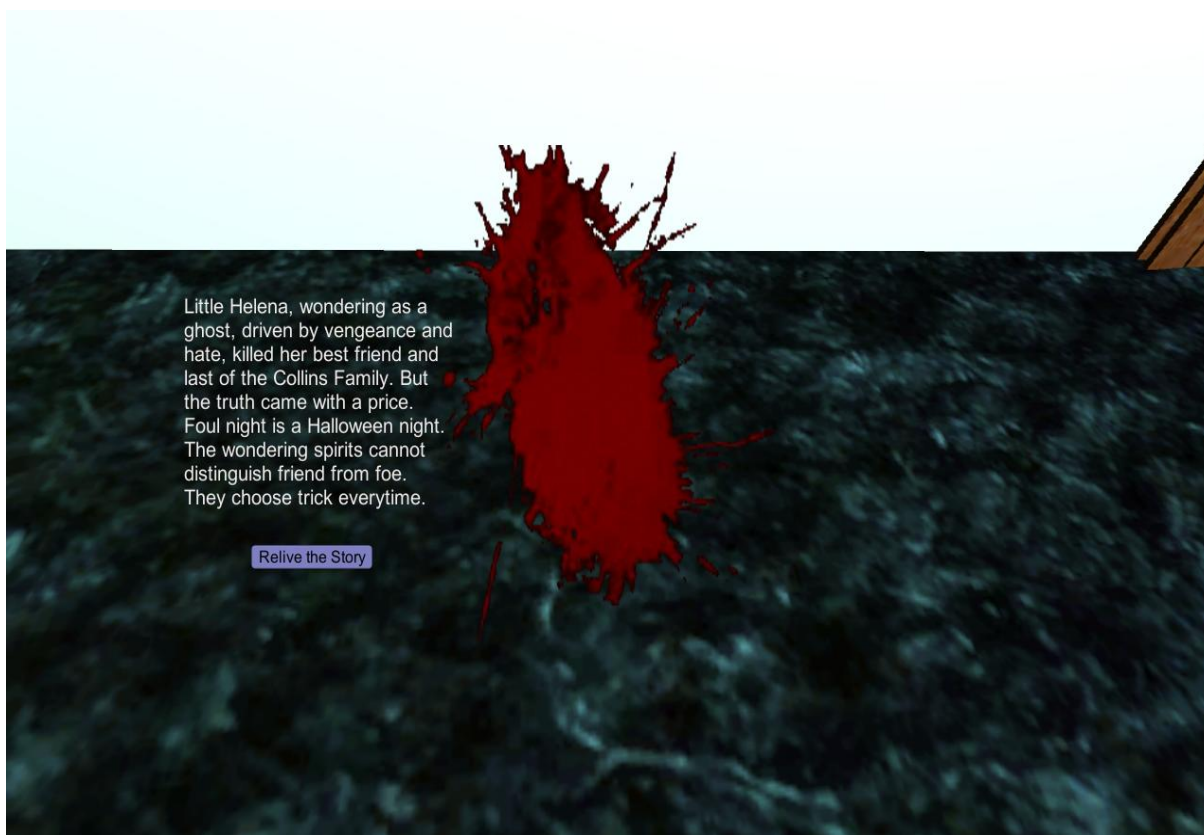 Little Helena, wondering as a
ghost, driven by vengeance and
hate, killed her best friend and
last of the Collins Family. But
the truth came with a price.
Foul night is a Halloween night.
The wondering spirits cannot
distinguish friend from foe.
They choose trick everytime.
Relive the Story